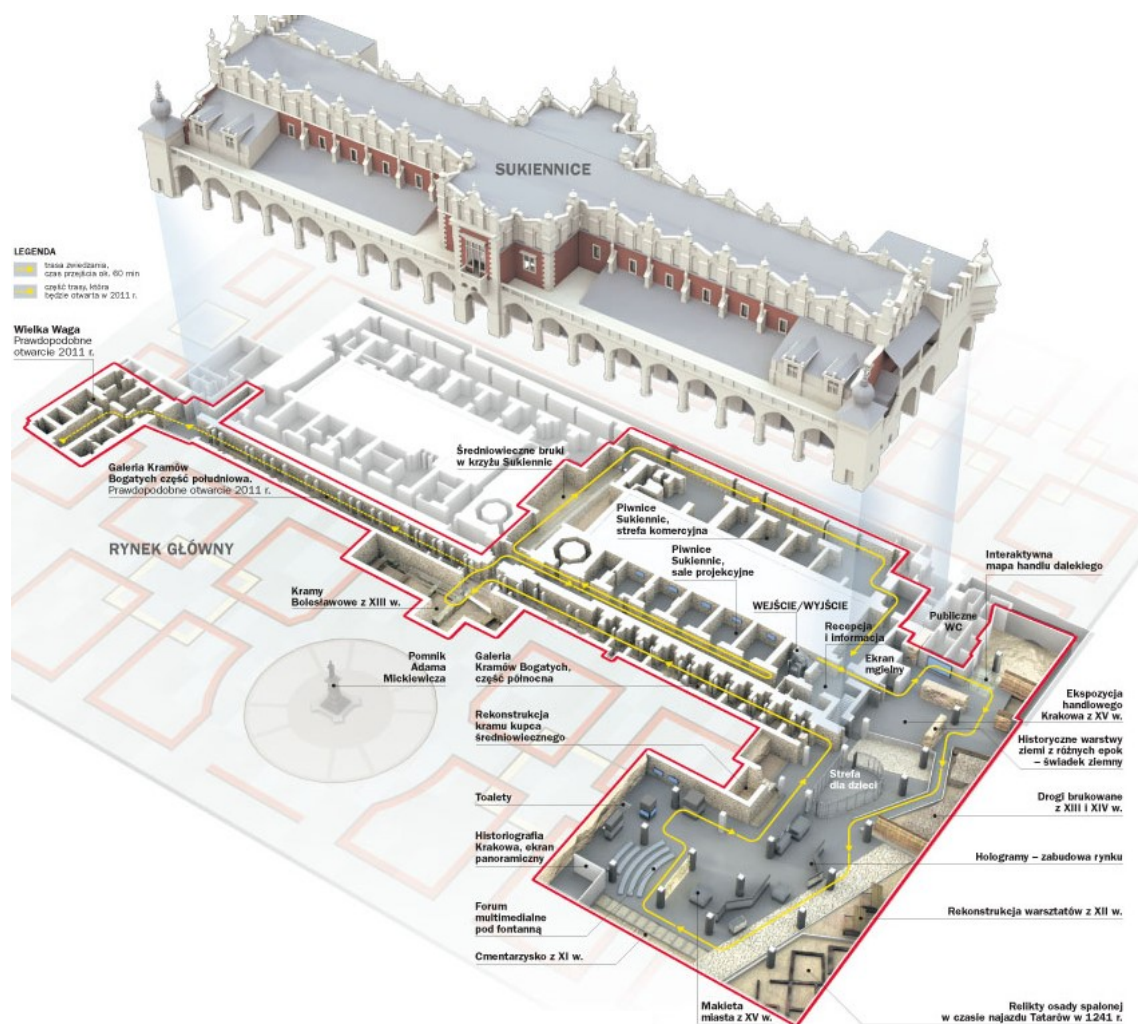 SUKIENNICE
LEGENDA
trasa zwiedzania,
czas przejścia ok. 60 min
część trasy, która
będzie otwarta w 2011 r.
Wielka Waga
Prawdopodobne
otwarcie 2011 r.
Średniowieczne bruki
w krzyżu Sukiennic
Galeria Kramów
Bogatych część południowa.
Prawdopodobne otwarcie 2011 r.
Piwnice
Sukiennic,
strefa komercyjna
RYNEK GŁÓWNY
Piwnice
Sukiennic,
sale projekcyjne
Interaktywna
mapa handlu dalekiego
Kramy
Bolesławowe z XIII w.
WEJŚCIE/WYJŚCIE
Publiczne
WC
Recepcja
i informacja
Ekran
mgielny
Pomnik
Adama
Mickiewicza
Galeria
Kramów Bogatych,
część północna
Ekspozycja
handlowego
Krakowa z XV w.
Rekonstrukcja
kramu kupca
średniowiecznego
Historyczne warstwy
ziemi z różnych epok
– świadek ziemny
Strefa
dla dzieci
Toalety
Drogi brukowane
z XIII i XIV w.
Historiografia
Krakowa, ekran
panoramiczny
Hologramy – zabudowa rynku
Forum
multimedialne
pod fontanną
Rekonstrukcja warsztatów z XII w.
Cmentarzysko z XI w.
Makieta
miasta z XV w.
Relikty osady spalonej
w czasie najazdu Tatarów w 1241 r.